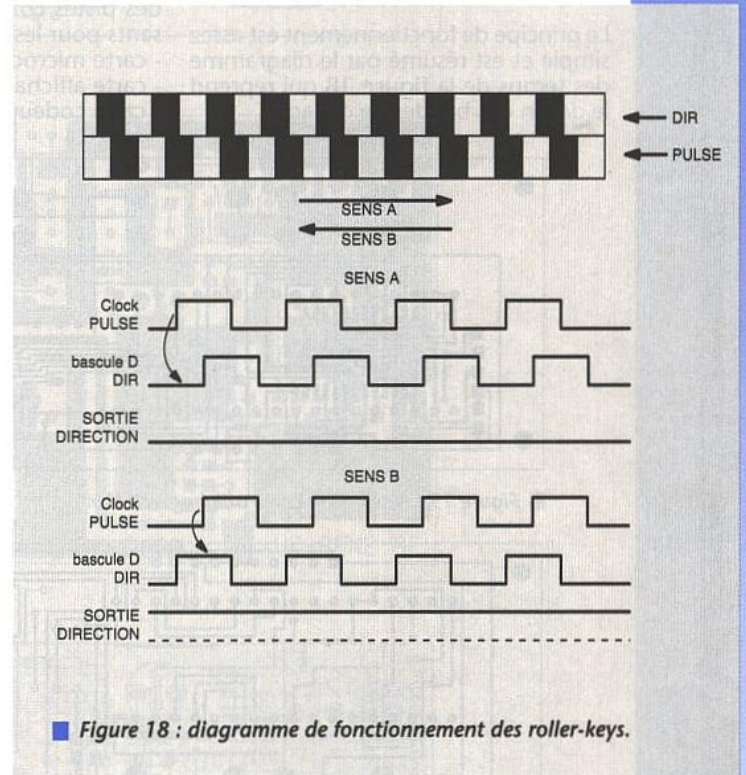 DIR
PULSE
SENS A
SENS B
SENS A
Clock
PULSE
bascule D
DIR
SORTIE
DIRECTION
SENS B
Clock
PULSE
bascule D
DIR
SORTIE
DIRECTION
Figure 18 : diagramme de fonctionnement des roller-keys.